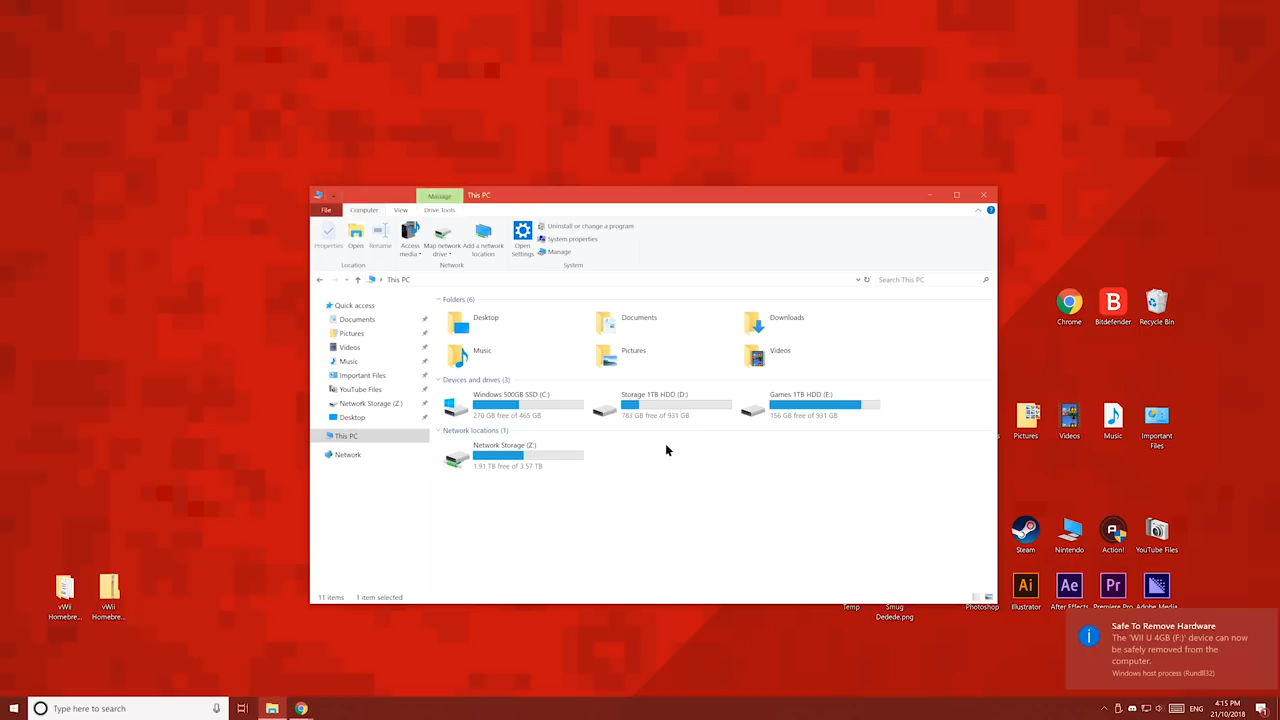 Manage
This PC
File
Computer
View
Drive Tools
Properties
Open
Rename
Access media
Map network drive
Add a network location
Open Settings
Uninstall or change a program
System properties
Manage
Location
Network
System
This PC
Search This PC
Quick access
Documents
Pictures
Videos
Music
Important Files
YouTube Files
Network Storage (Z:)
Desktop
This PC
Network
Folders (6)
Desktop
Documents
Downloads
Music
Pictures
Videos
Devices and drives (3)
Windows 500GB SSD (C:)
270 GB free of 465 GB
Storage 1TB HDD (D:)
783 GB free of 931 GB
Games 1TB HDD (E:)
156 GB free of 931 GB
Network locations (1)
Network Storage (Z:)
1.91 TB free of 3.57 TB
11 items
1 item selected
Chrome
Bitdefender
Recycle Bin
Pictures
Videos
Music
Important
Files
Steam
Nintendo
Action!
YouTube Files
Ai
Ae
Pr
Illustrator
After Effects
Premiere Pro
Adobe Media
vWii
Homebre...
vWii
Homebre...
Temp
Smug
Dedede.png
Photoshop
Safe To Remove Hardware
The 'WII U 4GB (F:)' device can now
be safely removed from the
computer.
Windows host process (Rundll32)
Type here to search
4:15 PM
21/10/2018